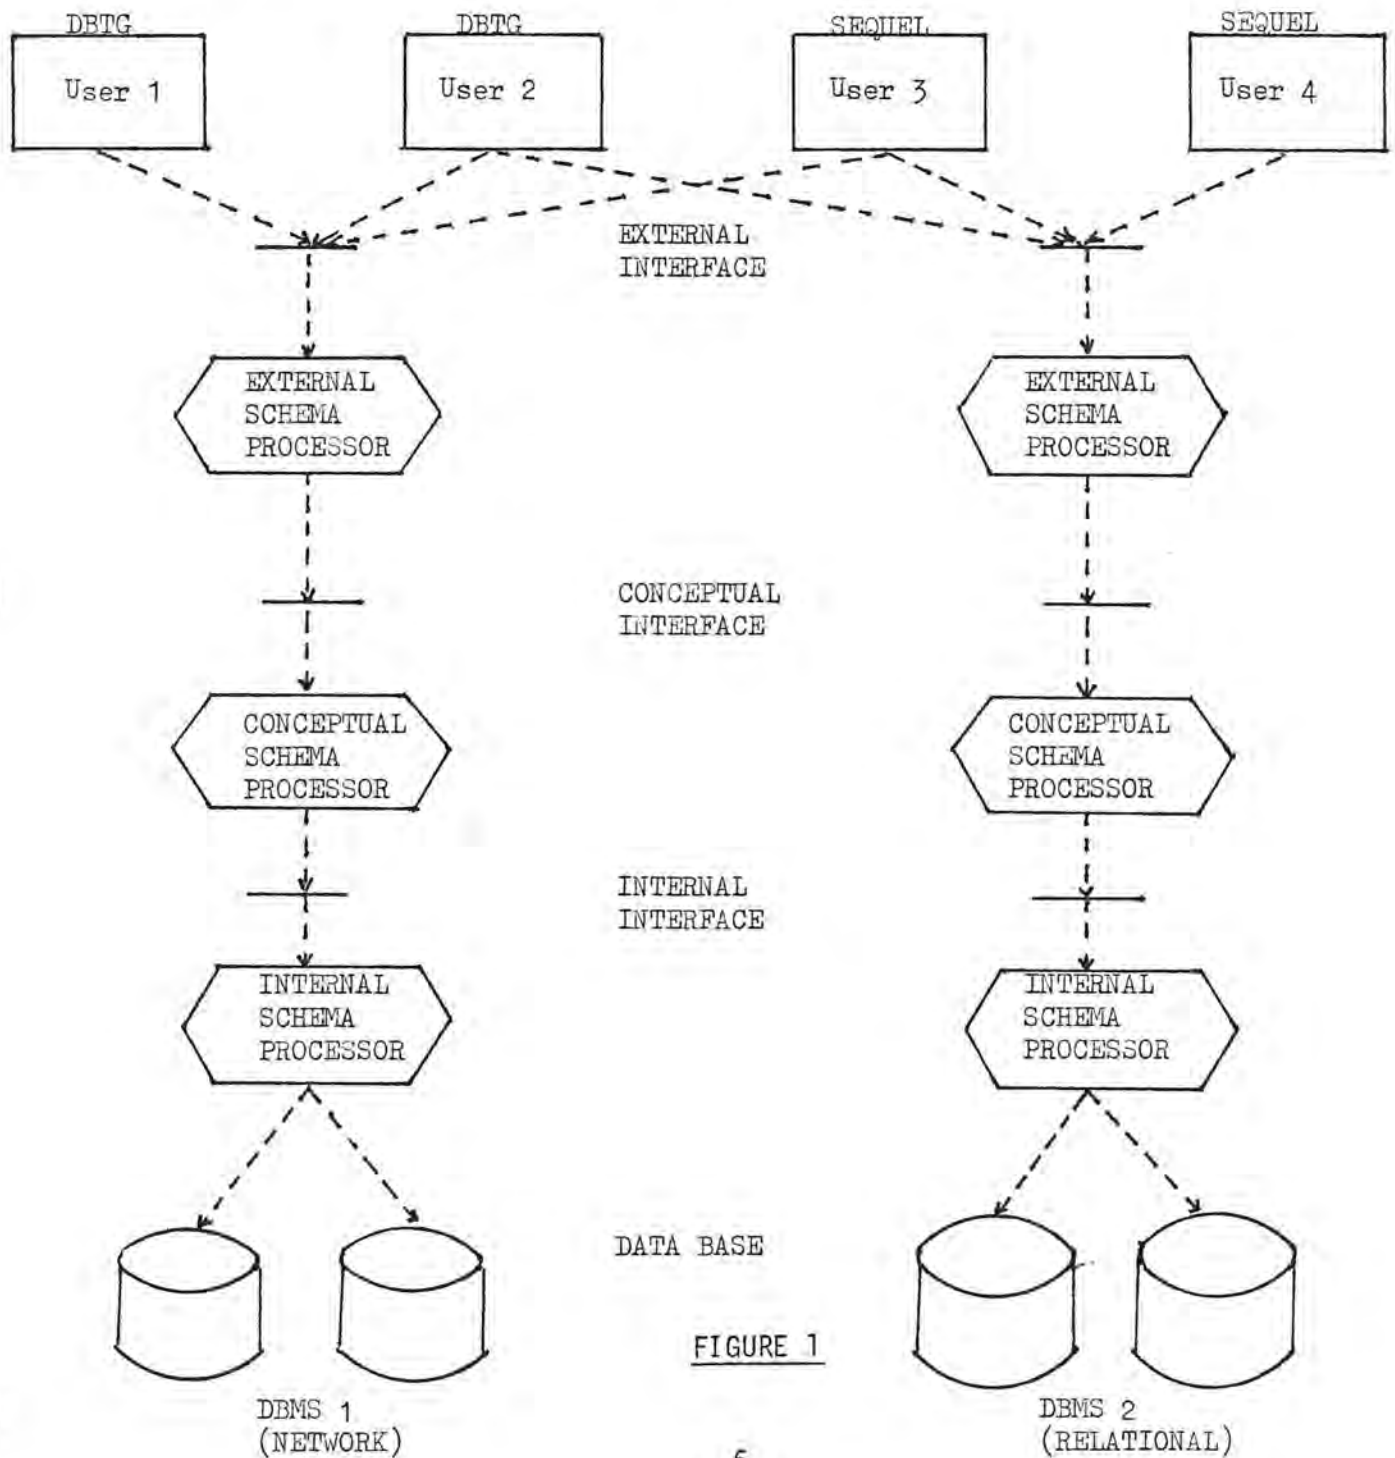 DBTG
DBTG
SEQUEL
SEQUEL
User 1
User 2
User 3
User 4
EXTERNAL
INTERFACE
EXTERNAL
SCHEMA
PROCESSOR
EXTERNAL
SCHEMA
PROCESSOR
CONCEPTUAL
INTERFACE
CONCEPTUAL
SCHEMA
PROCESSOR
CONCEPTUAL
SCHEMA
PROCESSOR
INTERNAL
INTERFACE
INTERNAL
SCHEMA
PROCESSOR
INTERNAL
SCHEMA
PROCESSOR
DATA BASE
FIGURE 1
DBMS 1
(NETWORK)
DBMS 2
(RELATIONAL)